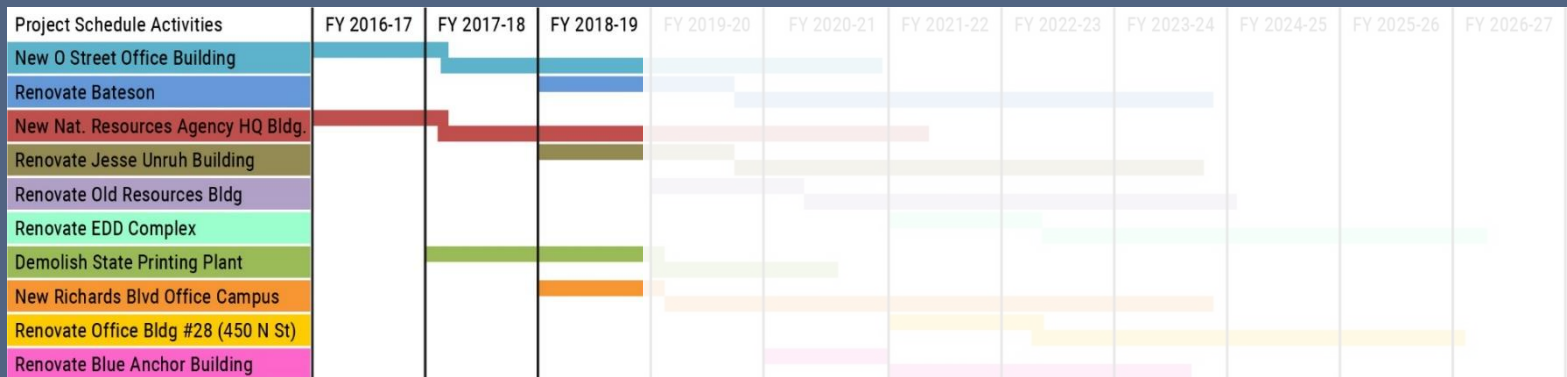 Project Schedule Activities FY 2016-17 FY 2017-18 FY 2018-19 FY 2019-20 FY 2020-21 FY 2021-22 FY 2022-23 FY 2023-24 FY 2024-25 FY 2025-26 FY 2026-27
New O Street Office Building
Renovate Bateson
New Nat. Resources Agency HQ Bldg.
Renovate Jesse Unruh Building
Renovate Old Resources Bldg
Renovate EDD Complex
Demolish State Printing Plant
New Richards Blvd Office Campus
Renovate Office Bldg #28 (450 N St)
Renovate Blue Anchor Building